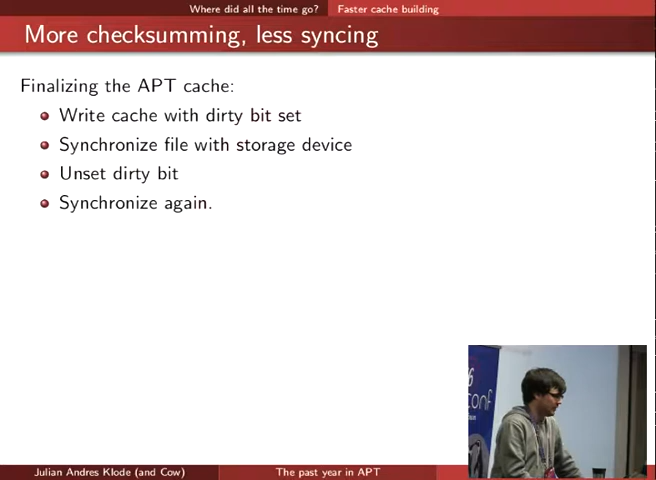 Where did all the time go? Faster cache building
More checksumming, less syncing
Finalizing the APT cache:
Write cache with dirty bit set
Synchronize file with storage device
Unset dirty bit
Synchronize again.
6
conf
Julian Andres Klode (and Cow) The past year in APT